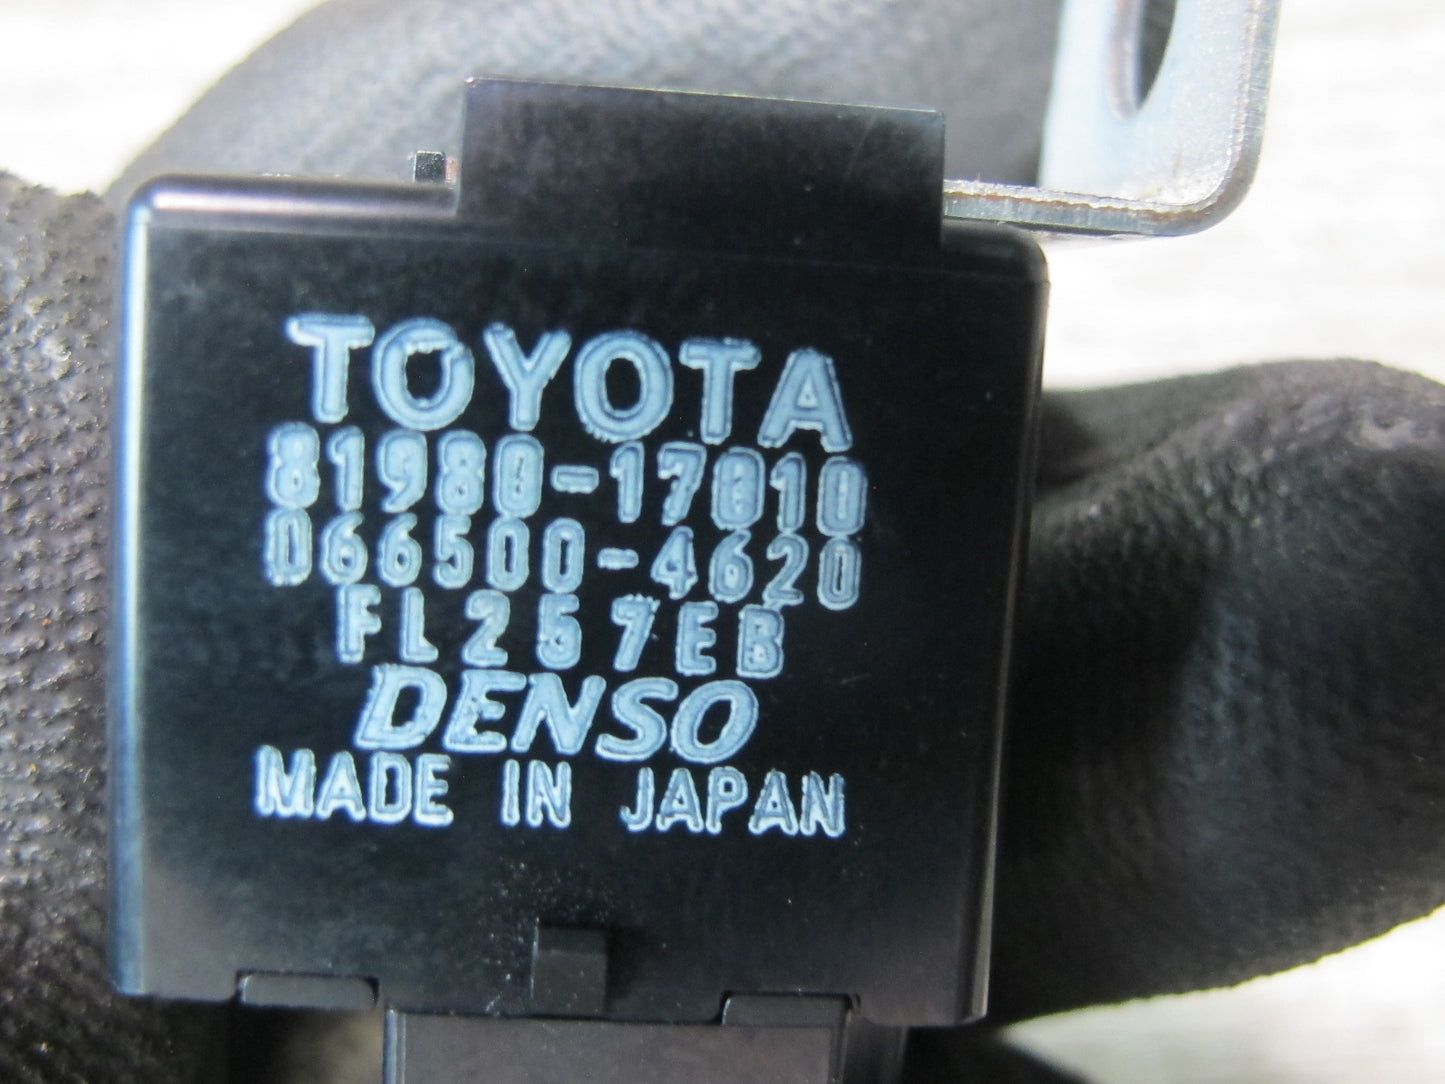 TOYOTA
81980-17010
066500-4620
FL257EB
DENSO
MADE IN JAPAN